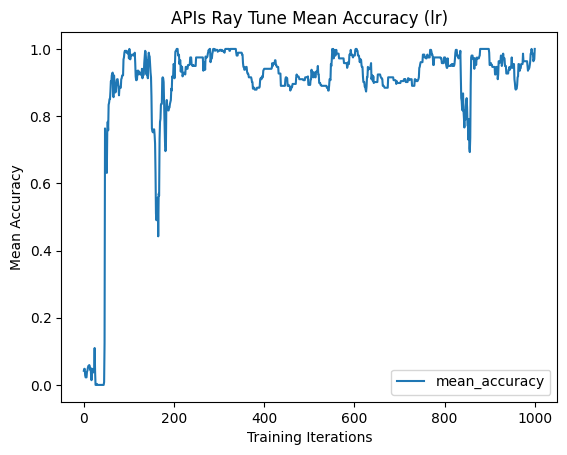 APIs Ray Tune Mean Accuracy (lr)
1.0
0.8
0.6
0.4
0.2
0.0
Mean Accuracy
mean_accuracy
0 200 400 600 800 1000
Training Iterations